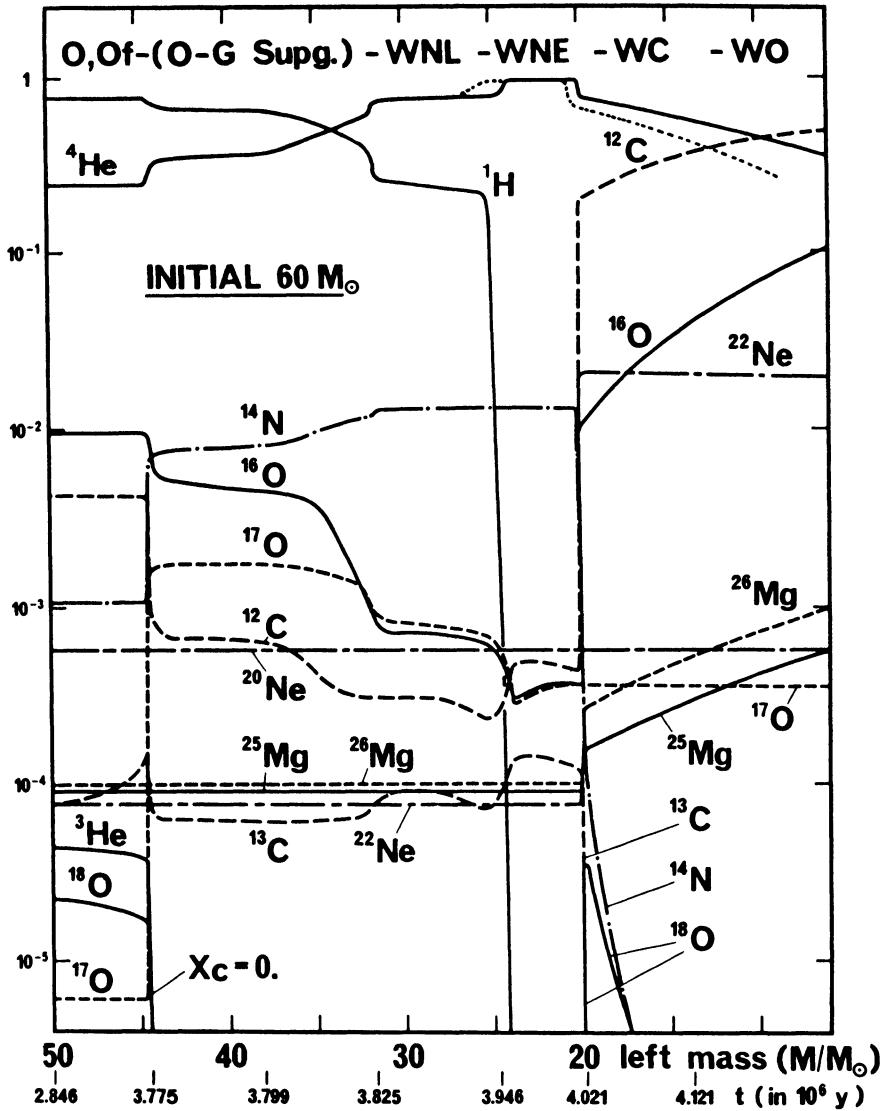 O,Of-(O-G Supg.) -WNL -WNE -WC -WO
1
⁴He
¹H
¹²C
10⁻¹
INITIAL 60 M☉
¹⁶O
²²Ne
¹⁴N
10⁻²
¹⁶O
¹⁷O
²⁶Mg
10⁻³
¹²C
²⁰Ne
¹⁷O
²⁵Mg ²⁶Mg
²⁵Mg
10⁻⁴
³He
¹³C
²²Ne
¹³C
¹⁸O
¹⁴N
¹⁸O
10⁻⁵
¹⁷O
Xc=0.
50 40 30 20 left mass (M/M☉)
2.846 3.775 3.799 3.825 3.946 4.021 4.121 t (in 10⁶ y)